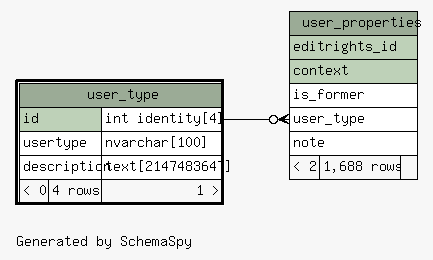 user_type
id int identity[4]
usertype nvarchar[100]
description text[2147483647]
< 0 4 rows 1 >
user_properties
editrights_id
context
is_former
user_type
note
< 2 1,688 rows
Generated by SchemaSpy